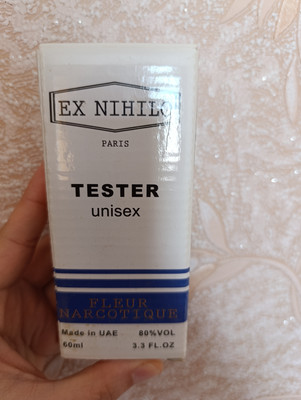 EX NIHILO
PARIS
TESTER
unisex
FLEUR
NARCOTIQUE
Made in UAE 80%VOL
60ml 3.3 FL.OZ